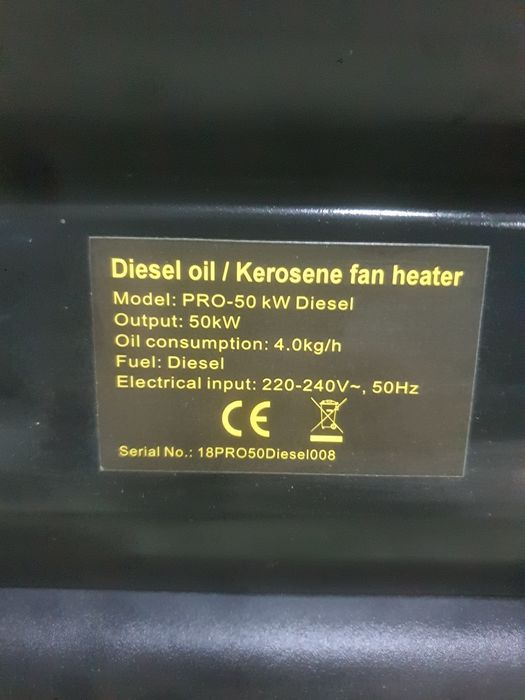 Diesel oil / Kerosene fan heater
Model: PRO-50 kW Diesel
Output: 50kW
Oil consumption: 4.0kg/h
Fuel: Diesel
Electrical input: 220-240V~, 50Hz
CE
Serial No.: 18PRO50Diesel008